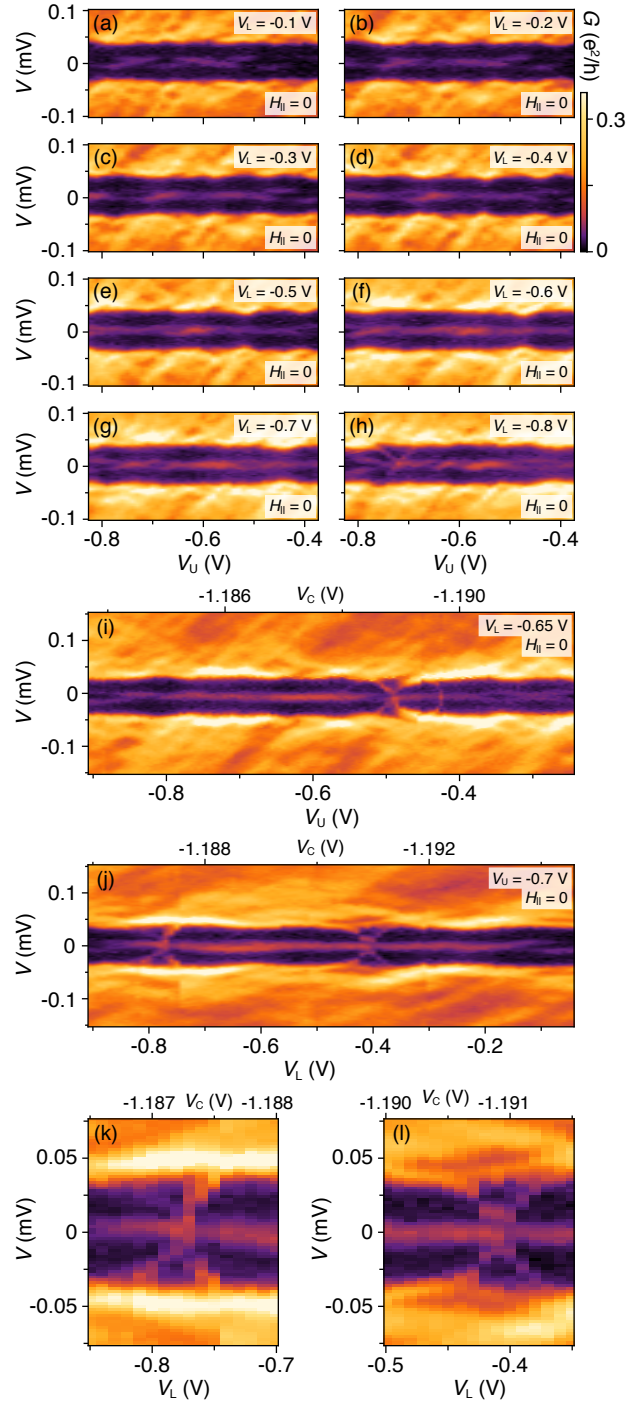 (a) V_L = -0.1 V
H_II = 0
(b) V_L = -0.2 V
H_II = 0
G (e²/h)
0.3
0
V (mV)
0.1
0
-0.1
(c) V_L = -0.3 V
H_II = 0
(d) V_L = -0.4 V
H_II = 0
V (mV)
0.1
0
-0.1
(e) V_L = -0.5 V
H_II = 0
(f) V_L = -0.6 V
H_II = 0
V (mV)
0.1
0
-0.1
(g) V_L = -0.7 V
H_II = 0
(h) V_L = -0.8 V
H_II = 0
V (mV)
0.1
0
-0.1
-0.8 -0.6 -0.4
V_U (V)
-0.8 -0.6 -0.4
V_U (V)
-1.186 V_C (V) -1.190
(i) V_L = -0.65 V
H_II = 0
V (mV)
0.1
0
-0.1
-0.8 -0.6 -0.4
V_U (V)
-1.188 V_C (V) -1.192
(j) V_U = -0.7 V
H_II = 0
V (mV)
0.1
0
-0.1
-0.8 -0.6 -0.4 -0.2
V_L (V)
-1.187 V_C (V) -1.188
(k)
V (mV)
0.05
0
-0.05
-0.8 -0.7
V_L (V)
-1.190 V_C (V) -1.191
(l)
V (mV)
0.05
0
-0.05
-0.5 -0.4
V_L (V)